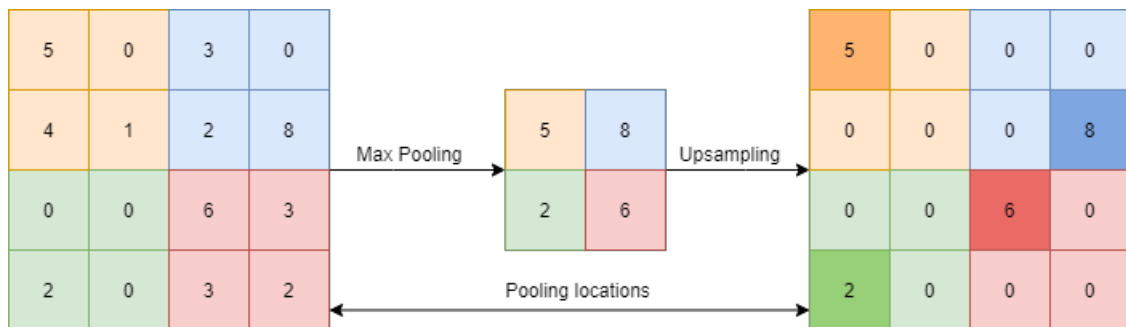 5 0 3 0
4 1 2 8
0 0 6 3
2 0 3 2
Max Pooling
5 8
2 6
Upsampling
Pooling locations
5 0 0 0
0 0 0 8
0 0 6 0
2 0 0 0